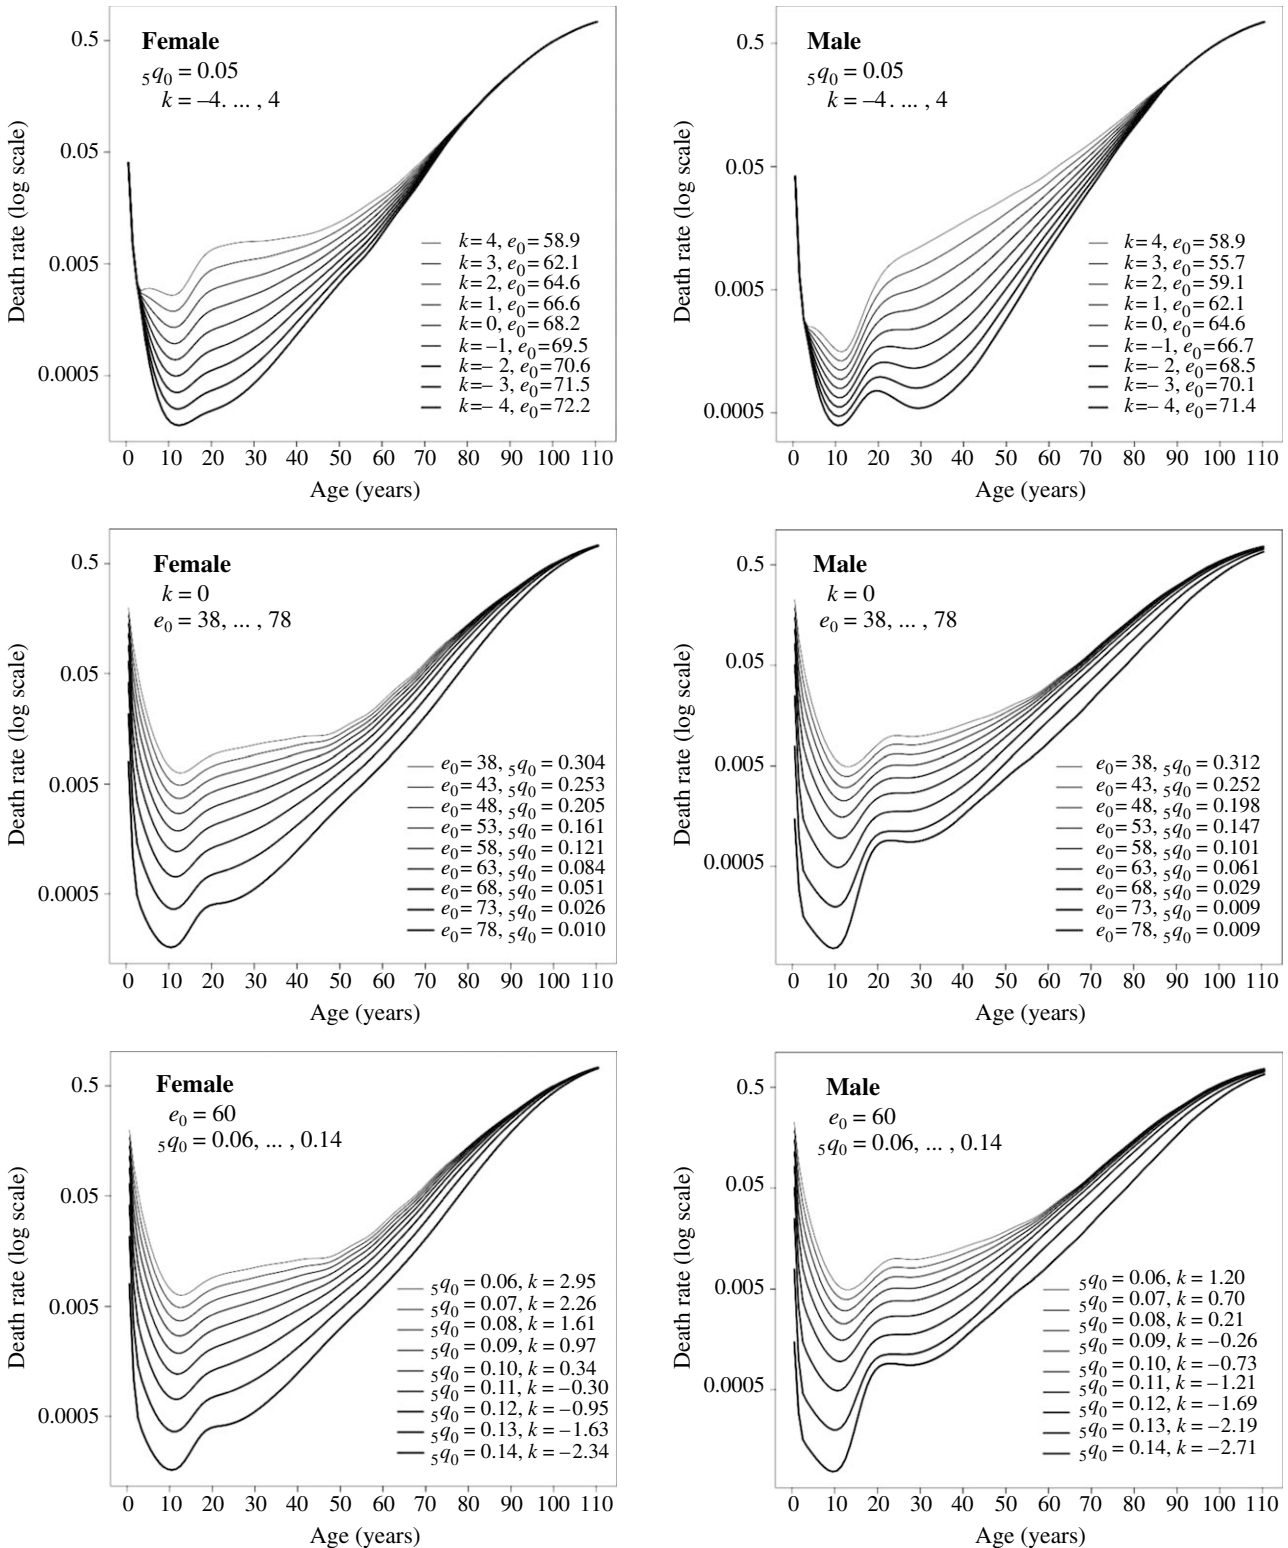 Female
₅q₀ = 0.05
k = –4. ... , 4
Death rate (log scale)
0.5
0.05
0.005
0.0005
k= 4, e₀= 58.9
k= 3, e₀= 62.1
k= 2, e₀= 64.6
k= 1, e₀= 66.6
k= 0, e₀= 68.2
k= –1, e₀= 69.5
k= – 2, e₀= 70.6
k= – 3, e₀= 71.5
k= – 4, e₀= 72.2
0 10 20 30 40 50 60 70 80 90 100 110
Age (years)
Male
₅q₀ = 0.05
k = –4. ... , 4
Death rate (log scale)
0.5
0.05
0.005
0.0005
k= 4, e₀= 58.9
k= 3, e₀= 55.7
k= 2, e₀= 59.1
k= 1, e₀= 62.1
k= 0, e₀= 64.6
k= –1, e₀= 66.7
k= – 2, e₀= 68.5
k= – 3, e₀= 70.1
k= – 4, e₀= 71.4
0 10 20 30 40 50 60 70 80 90 100 110
Age (years)
Female
k = 0
e₀ = 38, ... , 78
Death rate (log scale)
0.5
0.05
0.005
0.0005
e₀= 38, ₅q₀ = 0.304
e₀= 43, ₅q₀ = 0.253
e₀= 48, ₅q₀ = 0.205
e₀= 53, ₅q₀ = 0.161
e₀= 58, ₅q₀ = 0.121
e₀= 63, ₅q₀ = 0.084
e₀= 68, ₅q₀ = 0.051
e₀= 73, ₅q₀ = 0.026
e₀= 78, ₅q₀ = 0.010
0 10 20 30 40 50 60 70 80 90 100 110
Age (years)
Male
k = 0
e₀ = 38, ... , 78
Death rate (log scale)
0.5
0.05
0.005
0.0005
e₀= 38, ₅q₀ = 0.312
e₀= 43, ₅q₀ = 0.252
e₀= 48, ₅q₀ = 0.198
e₀= 53, ₅q₀ = 0.147
e₀= 58, ₅q₀ = 0.101
e₀= 63, ₅q₀ = 0.061
e₀= 68, ₅q₀ = 0.029
e₀= 73, ₅q₀ = 0.009
e₀= 78, ₅q₀ = 0.009
0 10 20 30 40 50 60 70 80 90 100 110
Age (years)
Female
e₀ = 60
₅q₀ = 0.06, ... , 0.14
Death rate (log scale)
0.5
0.05
0.005
0.0005
₅q₀ = 0.06, k = 2.95
₅q₀ = 0.07, k = 2.26
₅q₀ = 0.08, k = 1.61
₅q₀ = 0.09, k = 0.97
₅q₀ = 0.10, k = 0.34
₅q₀ = 0.11, k = –0.30
₅q₀ = 0.12, k = –0.95
₅q₀ = 0.13, k = –1.63
₅q₀ = 0.14, k = –2.34
0 10 20 30 40 50 60 70 80 90 100 110
Age (years)
Male
e₀ = 60
₅q₀ = 0.06, ... , 0.14
Death rate (log scale)
0.5
0.05
0.005
0.0005
₅q₀ = 0.06, k = 1.20
₅q₀ = 0.07, k = 0.70
₅q₀ = 0.08, k = 0.21
₅q₀ = 0.09, k = –0.26
₅q₀ = 0.10, k = –0.73
₅q₀ = 0.11, k = –1.21
₅q₀ = 0.12, k = –1.69
₅q₀ = 0.13, k = –2.19
₅q₀ = 0.14, k = –2.71
0 10 20 30 40 50 60 70 80 90 100 110
Age (years)